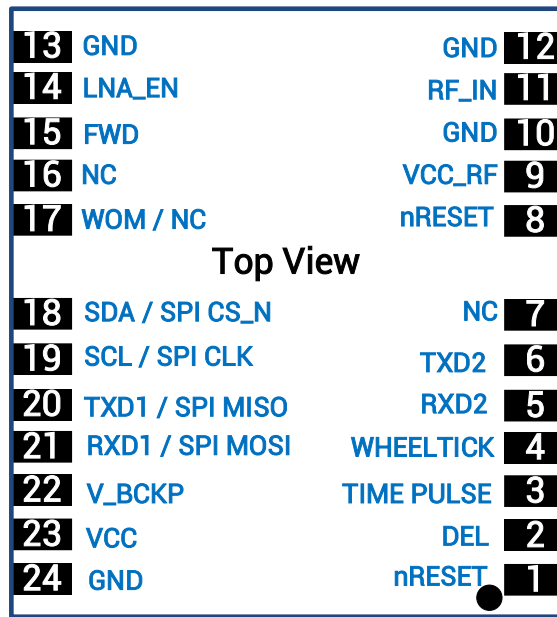 13 GND GND 12
14 LNA_EN RF_IN 11
15 FWD GND 10
16 NC VCC_RF 9
17 WOM / NC nRESET 8
Top View
18 SDA / SPI CS_N NC 7
19 SCL / SPI CLK TXD2 6
20 TXD1 / SPI MISO RXD2 5
21 RXD1 / SPI MOSI WHEELTICK 4
22 V_BCKP TIME PULSE 3
23 VCC DEL 2
24 GND nRESET 1